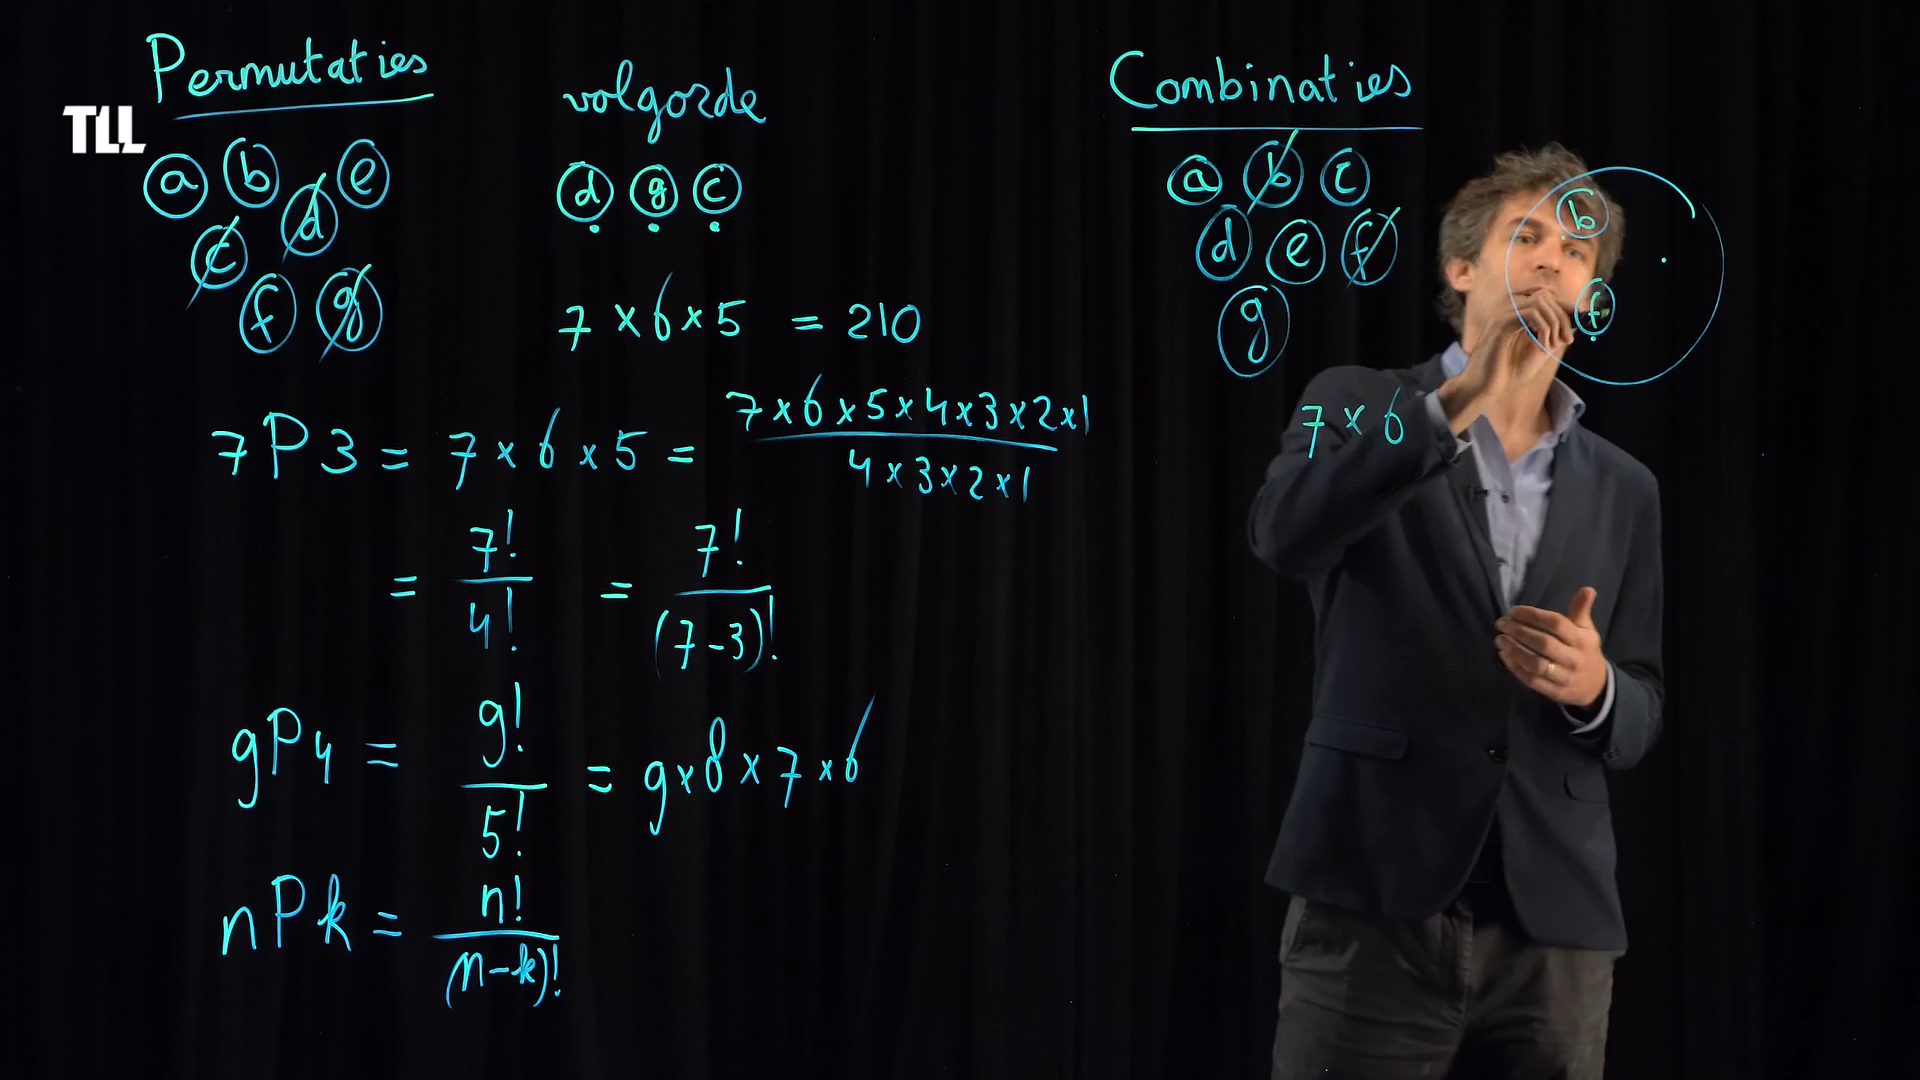 Permutaties
volgorde
TLL
a b e
c d
f g
d g c
7 × 6 × 5 = 210
7P3 = 7 × 6 × 5 = 7×6×5×4×3×2×1
4×3×2×1
= 7! = 7!
4! (7-3)!
9P4 = 9! = 9×8×7×6
5!
nPk = n!
(n-k)!
Combinaties
a b c
d e f
g
b
f
7 × 6